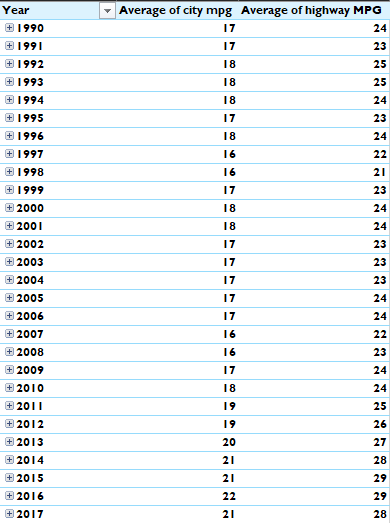 Year Average of city mpg Average of highway MPG
1990 17 24
1991 17 23
1992 18 25
1993 18 25
1994 18 24
1995 17 23
1996 18 24
1997 16 22
1998 16 21
1999 17 23
2000 18 24
2001 18 24
2002 17 23
2003 17 23
2004 17 23
2005 17 24
2006 17 24
2007 16 22
2008 16 23
2009 17 24
2010 18 24
2011 19 25
2012 19 26
2013 20 27
2014 21 28
2015 21 29
2016 22 29
2017 21 28